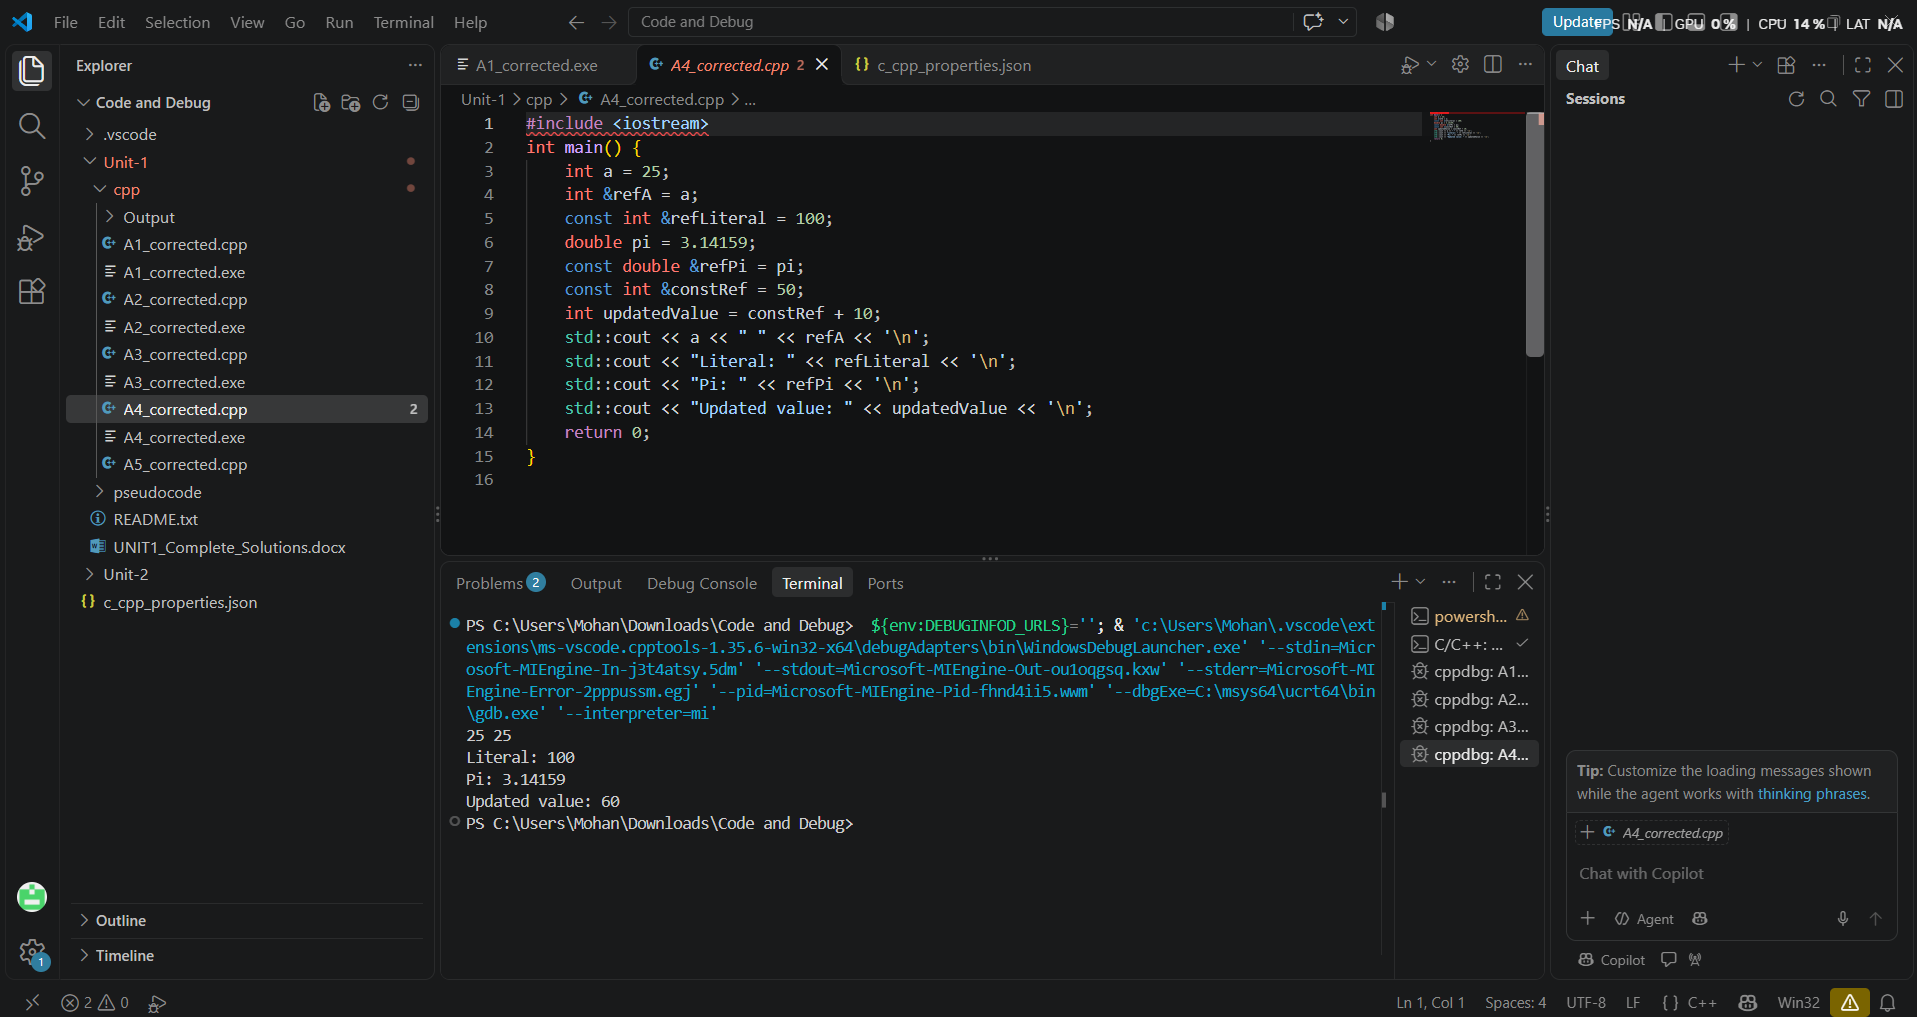 File Edit Selection View Go Run Terminal Help
Code and Debug
Update
FPS N/A | GPU 0% | CPU 14% | LAT N/A
Explorer
Code and Debug
.vscode
Unit-1
cpp
Output
A1_corrected.cpp
A1_corrected.exe
A2_corrected.cpp
A2_corrected.exe
A3_corrected.cpp
A3_corrected.exe
A4_corrected.cpp 2
A4_corrected.exe
A5_corrected.cpp
pseudocode
README.txt
UNIT1_Complete_Solutions.docx
Unit-2
c_cpp_properties.json
Outline
Timeline
1
A1_corrected.exe
A4_corrected.cpp 2
c_cpp_properties.json
Unit-1 > cpp > A4_corrected.cpp > ...
1 #include <iostream>
2 int main() {
3 int a = 25;
4 int &refA = a;
5 const int &refLiteral = 100;
6 double pi = 3.14159;
7 const double &refPi = pi;
8 const int &constRef = 50;
9 int updatedValue = constRef + 10;
10 std::cout << a << " " << refA << '\n';
11 std::cout << "Literal: " << refLiteral << '\n';
12 std::cout << "Pi: " << refPi << '\n';
13 std::cout << "Updated value: " << updatedValue << '\n';
14 return 0;
15 }
16
Problems 2 Output Debug Console Terminal Ports
PS C:\Users\Mohan\Downloads\Code and Debug> ${env:DEBUGINFOD_URLS}=''; & 'c:\Users\Mohan\.vscode\ext
ensions\ms-vscode.cpptools-1.35.6-win32-x64\debugAdapters\bin\WindowsDebugLauncher.exe' '--stdin=Micr
osoft-MIEngine-In-j3t4atsy.5dm' '--stdout=Microsoft-MIEngine-Out-ou1oqgsq.kxw' '--stderr=Microsoft-MI
Engine-Error-2pppussm.egj' '--pid=Microsoft-MIEngine-Pid-fhnd4ii5.wwm' '--dbgExe=C:\msys64\ucrt64\bin
\gdb.exe' '--interpreter=mi'
25 25
Literal: 100
Pi: 3.14159
Updated value: 60
PS C:\Users\Mohan\Downloads\Code and Debug>
powersh...
C/C++: ...
cppdbg: A1...
cppdbg: A2...
cppdbg: A3...
cppdbg: A4...
Chat
Sessions
Tip: Customize the loading messages shown
while the agent works with thinking phrases.
A4_corrected.cpp
Chat with Copilot
Agent
Copilot
2 0
Ln 1, Col 1 Spaces: 4 UTF-8 LF {} C++ Win32